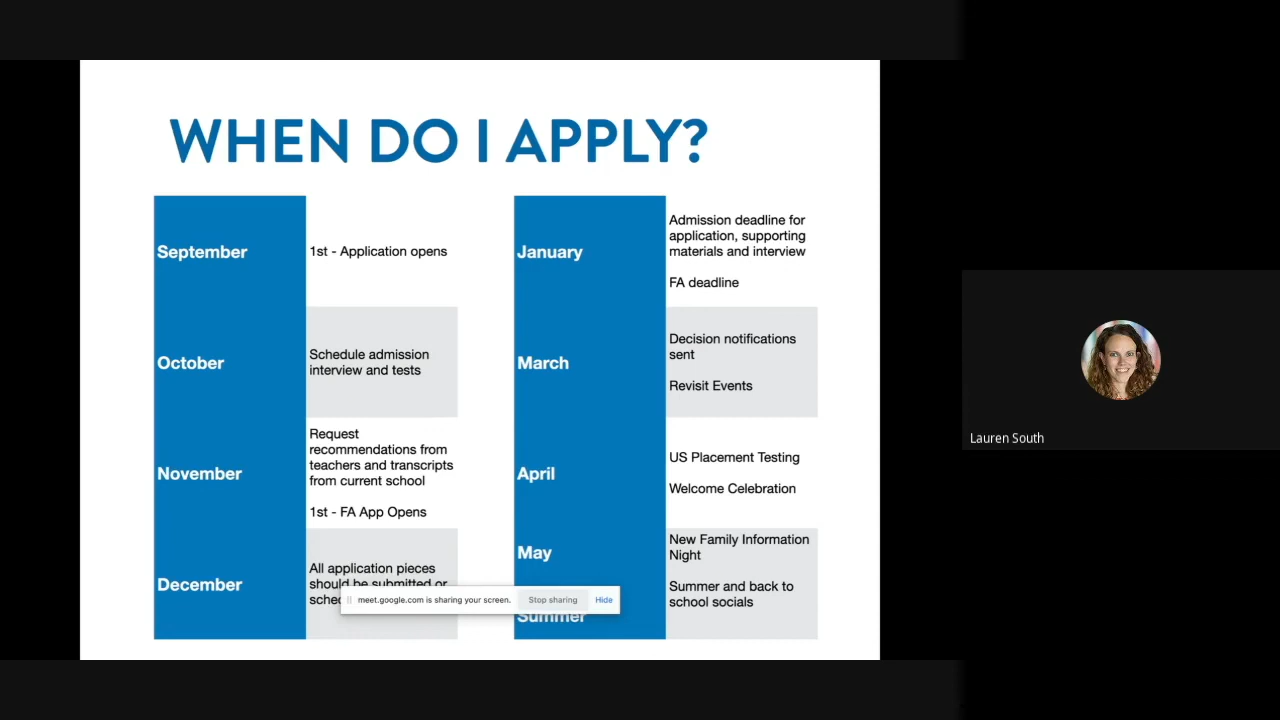 WHEN DO I APPLY?
September
1st - Application opens
October
Schedule admission
interview and tests
November
Request
recommendations from
teachers and transcripts
from current school
1st - FA App Opens
December
All application pieces
should be submitted or
January
Admission deadline for
application, supporting
materials and interview
FA deadline
March
Decision notifications
sent
Revisit Events
April
US Placement Testing
Welcome Celebration
May
Summer
New Family Information
Night
Summer and back to
school socials
meet.google.com is sharing your screen.
Stop sharing
Hide
Lauren South